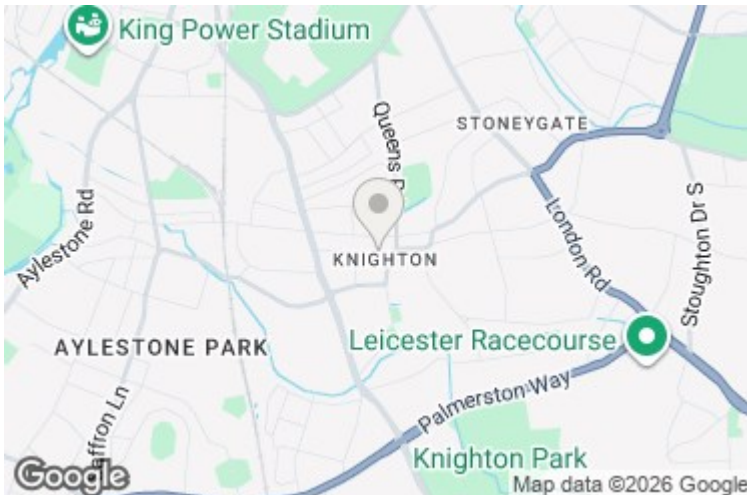 King Power Stadium
STONEYGATE
Queens R
Aylestone Rd
KNIGHTON
London Rd
Stoughton Dr S
AYLESTONE PARK
Leicester Racecourse
Palmerston Way
Saffron Ln
Knighton Park
Google
Map data ©2026 Google